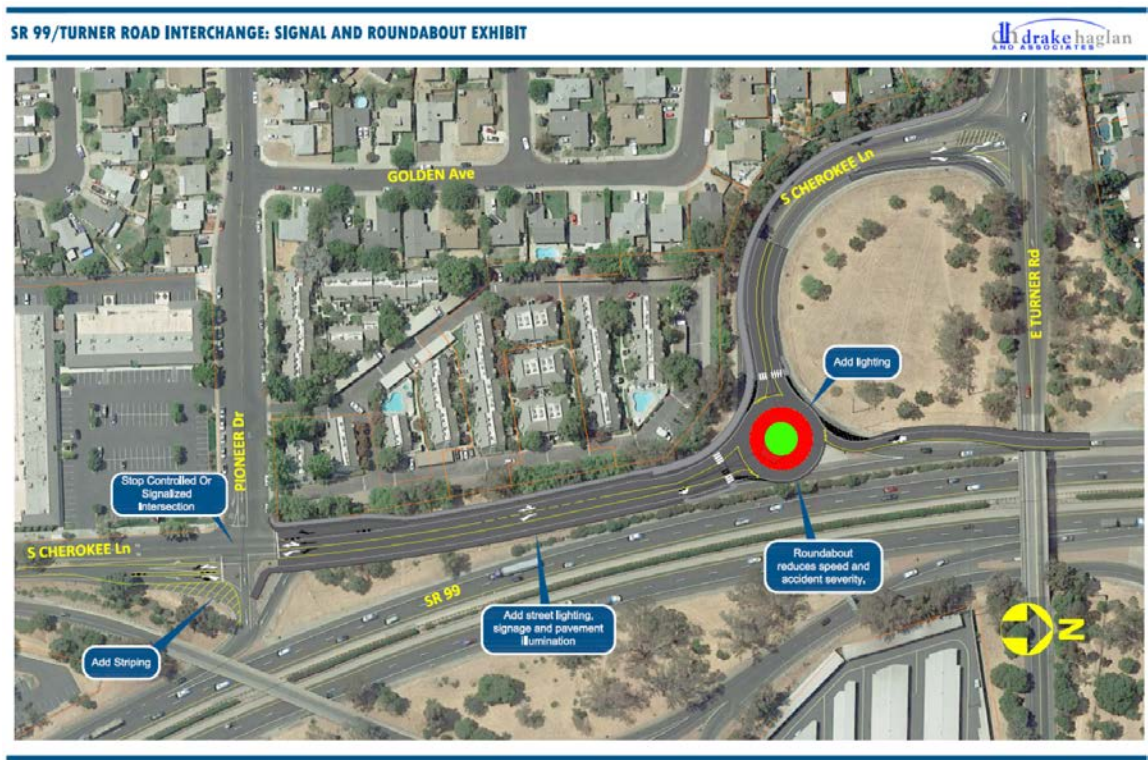 SR 99/TURNER ROAD INTERCHANGE: SIGNAL AND ROUNDABOUT EXHIBIT
dh drake haglan
AND ASSOCIATES
GOLDEN Ave
S CHEROKEE Ln
E TURNER Rd
Add lighting
PIONEER Dr
Stop Controlled Or
Signalized
Intersection
S CHEROKEE Ln
SR 99
Roundabout
reduces speed and
accident severity.
Add street lighting,
signage and pavement
illumination
Add Striping
N